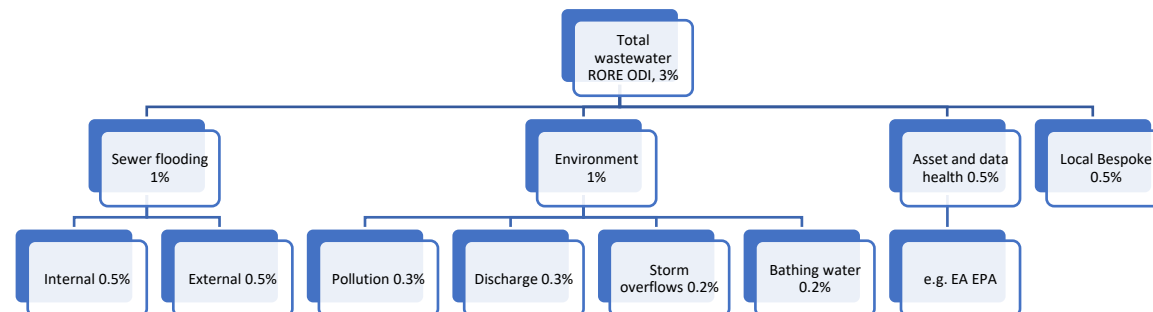 Total
wastewater
RORE ODI, 3%
Sewer flooding
1%
Environment
1%
Asset and data
health 0.5%
Local Bespoke
0.5%
Internal 0.5%
External 0.5%
Pollution 0.3%
Discharge 0.3%
Storm
overflows 0.2%
Bathing water
0.2%
e.g. EA EPA